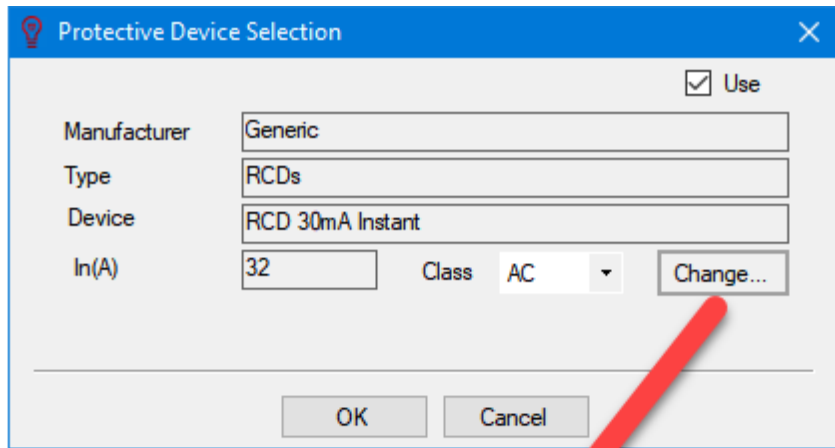 Protective Device Selection
Use
Manufacturer Generic
Type RCDs
Device RCD 30mA Instant
In(A) 32 Class AC Change...
OK Cancel